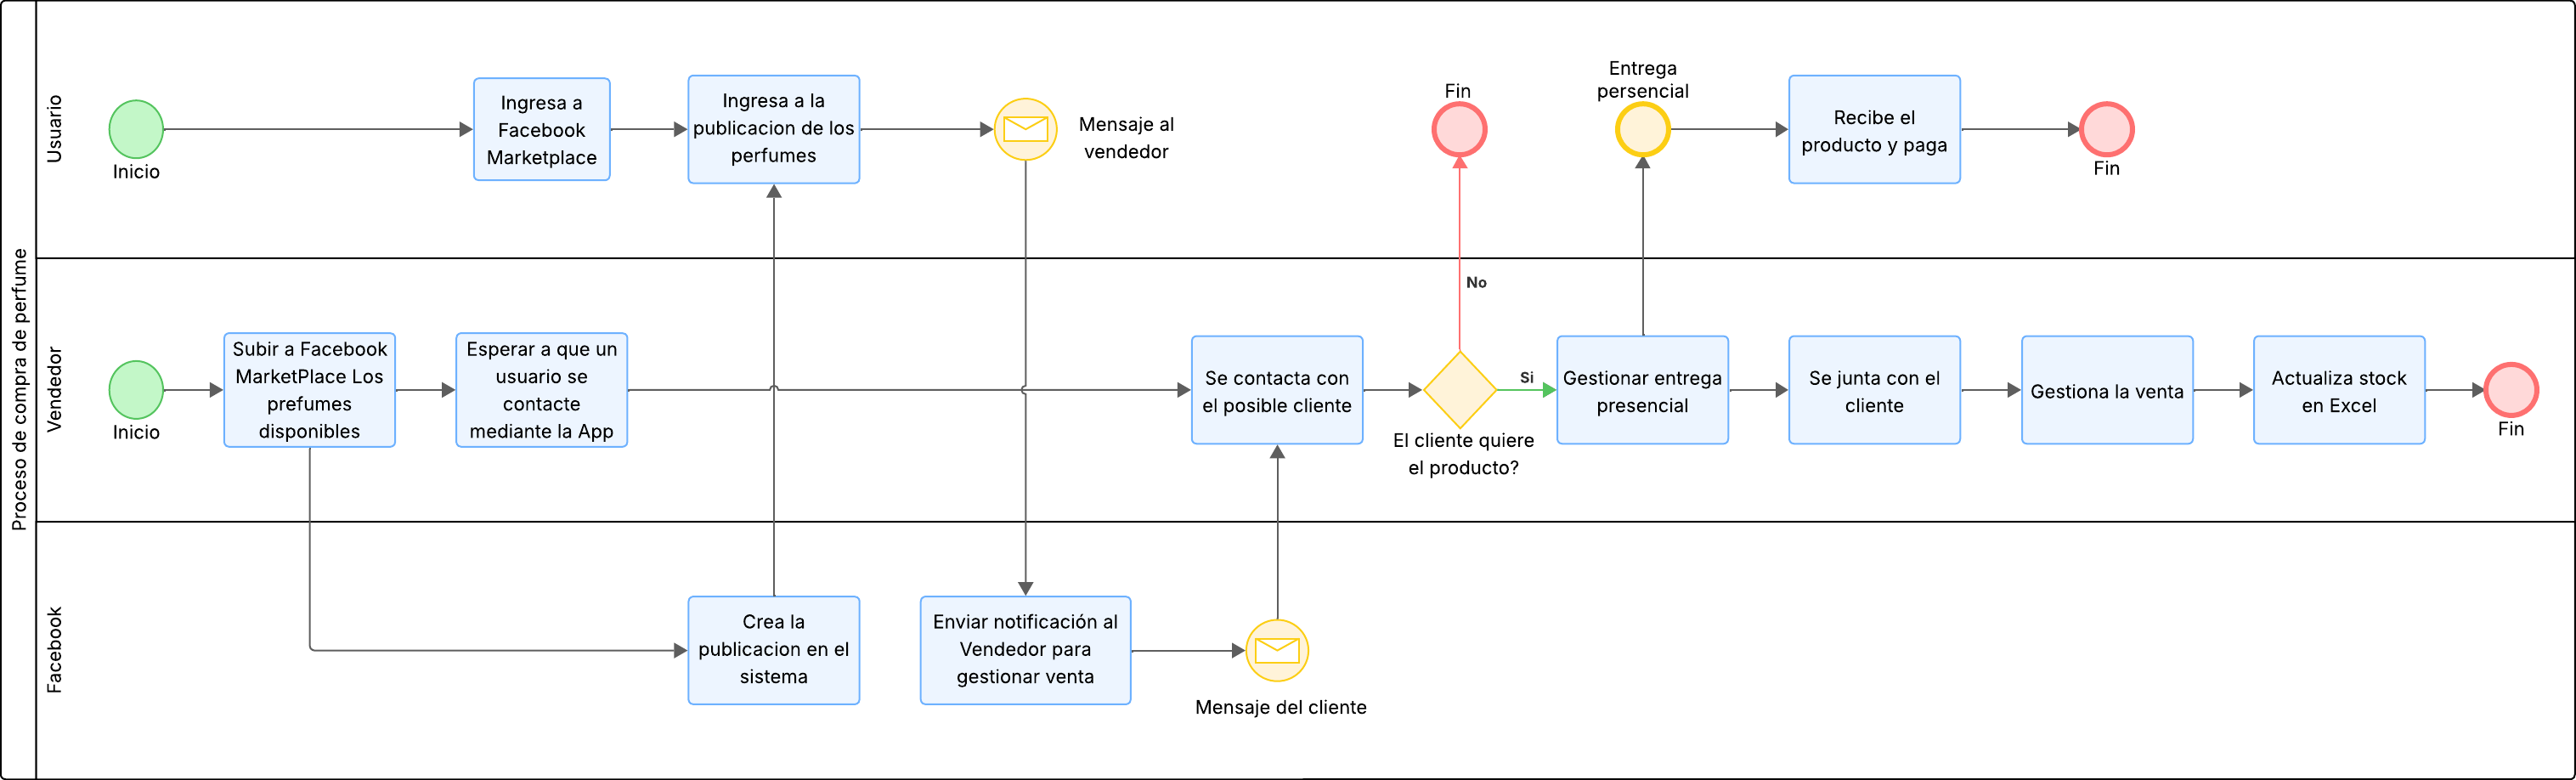 Proceso de compra de perfume
Usuario
Inicio
Ingresa a
Facebook
Marketplace
Ingresa a la
publicacion de los
perfumes
Mensaje al
vendedor
Fin
Entrega
persencial
Recibe el
producto y paga
Fin
No
Vendedor
Inicio
Subir a Facebook
MarketPlace Los
prefumes
disponibles
Esperar a que un
usuario se
contacte
mediante la App
Se contacta con
el posible cliente
El cliente quiere
el producto?
Si
Gestionar entrega
presencial
Se junta con el
cliente
Gestiona la venta
Actualiza stock
en Excel
Fin
Facebook
Crea la
publicacion en el
sistema
Enviar notificación al
Vendedor para
gestionar venta
Mensaje del cliente